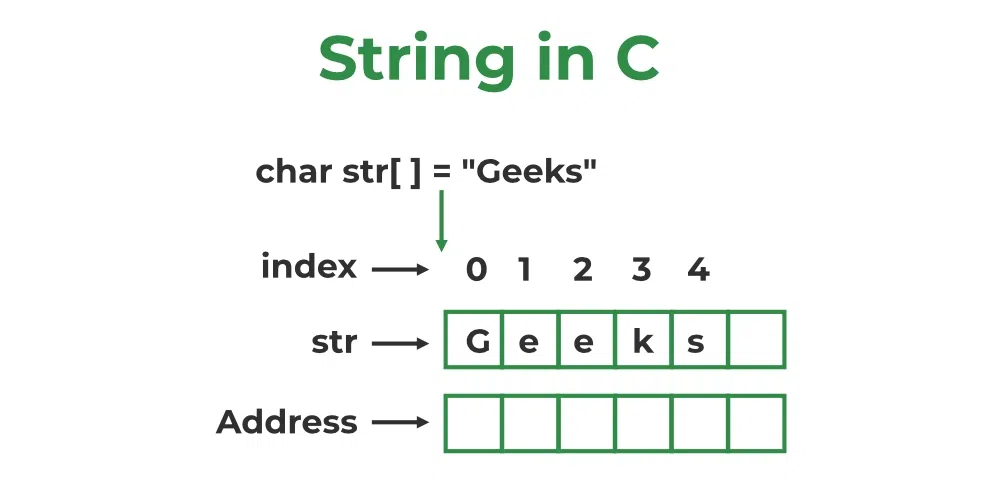 String in C
char str[ ] = "Geeks"
index 0 1 2 3 4
str G e e k s
Address